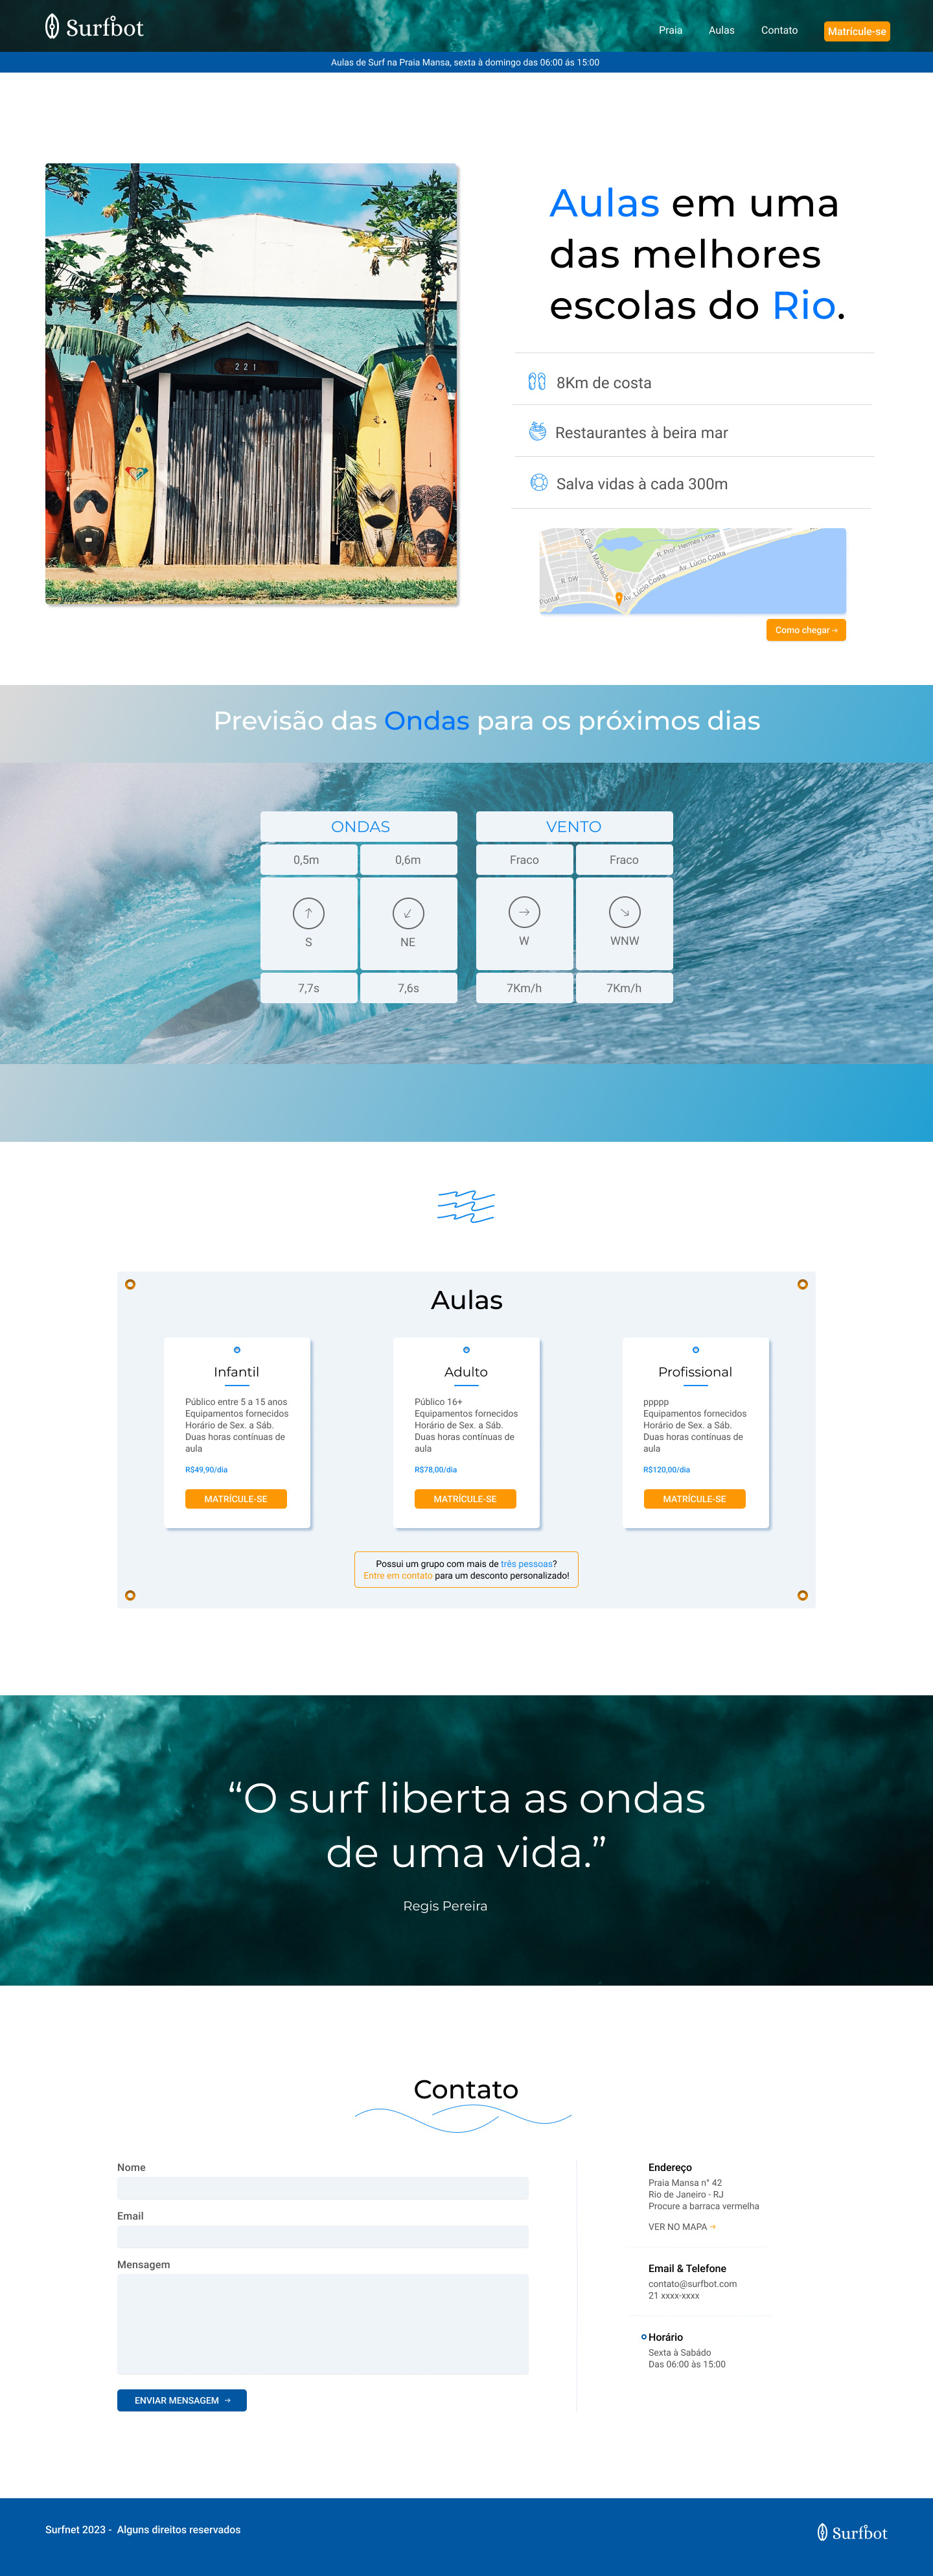 Surfbot
Praia
Aulas
Contato
Matrícule-se
Aulas de Surf na Praia Mansa, sexta à domingo das 06:00 ás 15:00
221
Aulas em uma
das melhores
escolas do Rio.
8Km de costa
Restaurantes à beira mar
Salva vidas à cada 300m
R. DW
Pontal
Av. Lúcio Costa
Av. Lúcio Costa
R. Prof. Hermes Lima
Como chegar →
Previsão das Ondas para os próximos dias
ONDAS
0,5m
0,6m
S
NE
7,7s
7,6s
VENTO
Fraco
Fraco
W
WNW
7Km/h
7Km/h
Aulas
Infantil
Público entre 5 a 15 anos
Equipamentos fornecidos
Horário de Sex. a Sáb.
Duas horas contínuas de
aula
R$49,90/dia
MATRÍCULE-SE
Adulto
Público 16+
Equipamentos fornecidos
Horário de Sex. a Sáb.
Duas horas contínuas de
aula
R$78,00/dia
MATRÍCULE-SE
Profissional
ppppp
Equipamentos fornecidos
Horário de Sex. a Sáb.
Duas horas contínuas de
aula
R$120,00/dia
MATRÍCULE-SE
Possui um grupo com mais de três pessoas?
Entre em contato para um desconto personalizado!
“O surf liberta as ondas
de uma vida.”
Regis Pereira
Contato
Nome
Email
Mensagem
ENVIAR MENSAGEM →
Endereço
Praia Mansa n° 42
Rio de Janeiro - RJ
Procure a barraca vermelha
VER NO MAPA →
Email & Telefone
contato@surfbot.com
21 xxxx-xxxx
Horário
Sexta à Sabádo
Das 06:00 às 15:00
Surfnet 2023 - Alguns direitos reservados
Surfbot